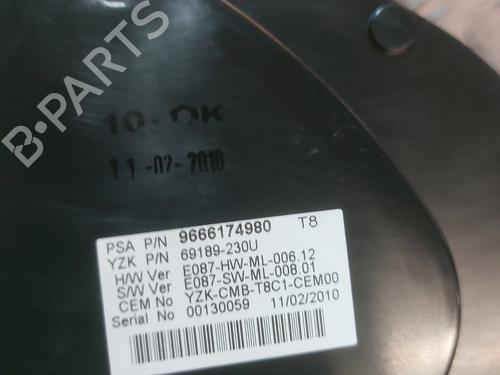 10-OK
11-02-2010
PSA P/N 9666174980 T8
YZK P/N 69189-230U
H/W Ver E087-HW-ML-006.12
S/W Ver E087-SW-ML-008.01
CEM No YZK-CMB-T8C1-CEM00
Serial No 00130059 11/02/2010
B-PARTS